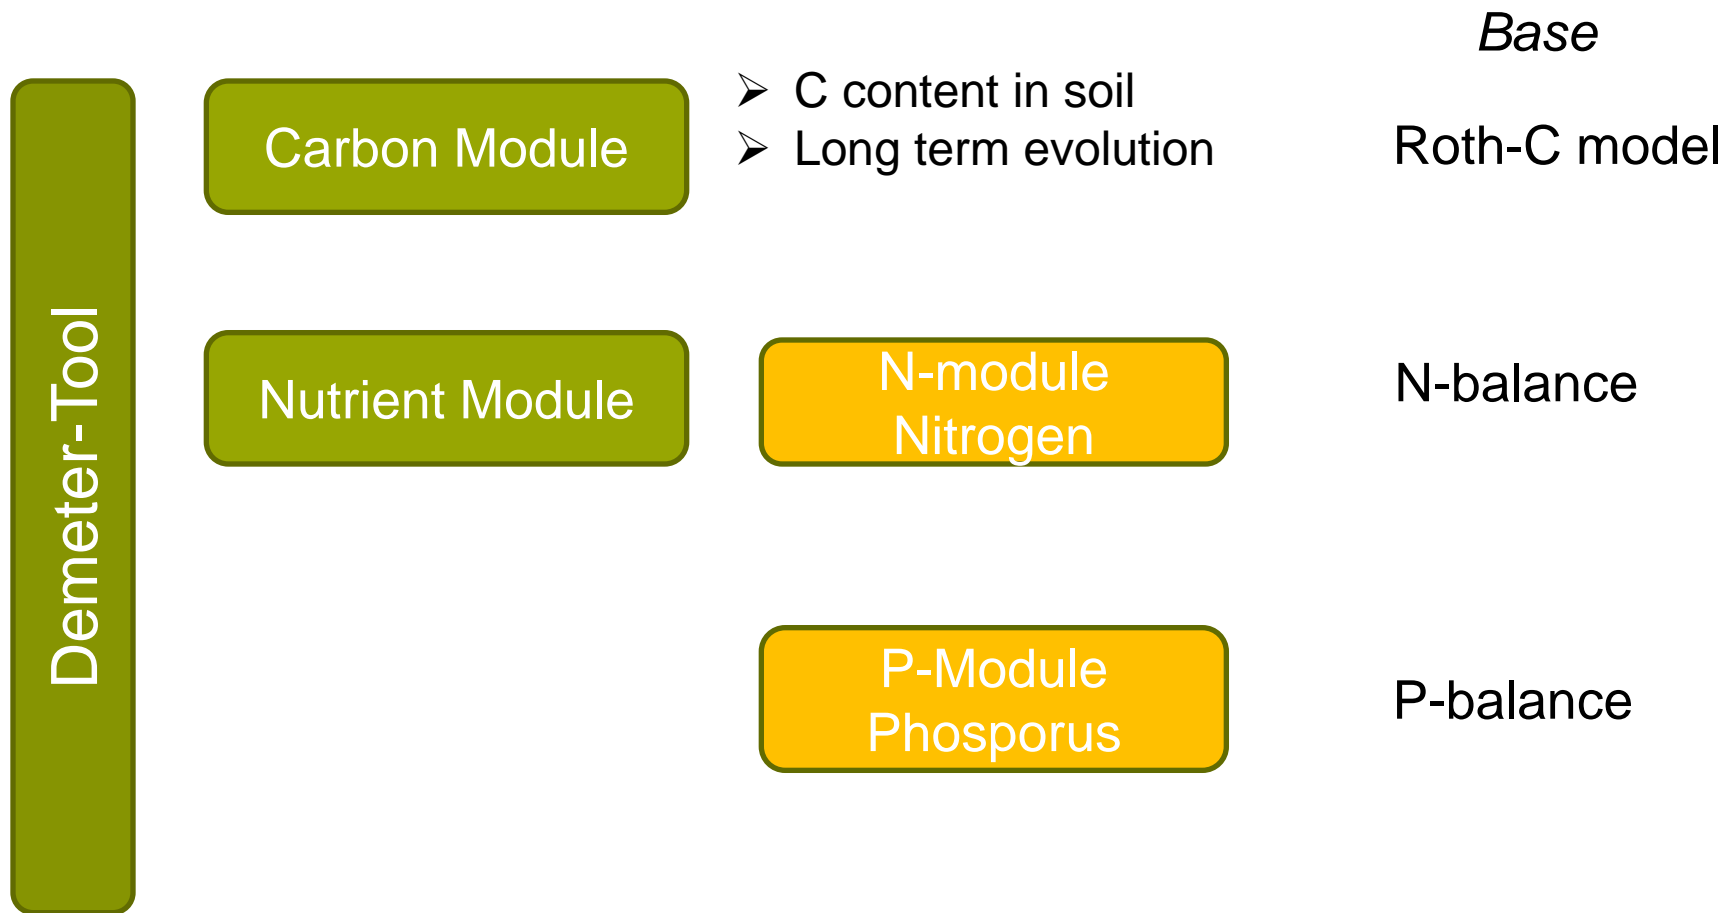 Base
Demeter-Tool
Carbon Module
➢ C content in soil
➢ Long term evolution
Roth-C model
Nutrient Module
N-module
Nitrogen
N-balance
P-Module
Phosporus
P-balance